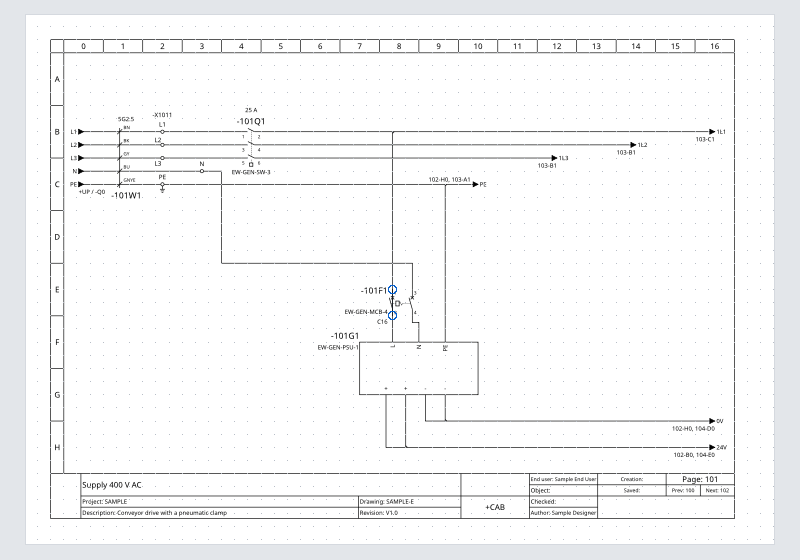 0 1 2 3 4 5 6 7 8 9 10 11 12 13 14 15 16
A
25 A
5G2.5 -X1011 -101Q1
L1
B L1 BN 1 2 1L1
103-C1
L2 BK L2 3 4 1L2
103-B1
L3 GY L3 N 5 6 1L3
103-B1
N BU EW-GEN-SW-3
PE 102-H0, 103-A1
C PE GNYE PE
+UP / -Q0 -101W1
D
E -101F1 3
EW-GEN-MCB-4 4
C16
F -101G1
EW-GEN-PSU-1 L N PE
G + + - -
0V
102-H0, 104-D0
H 24V
102-B0, 104-E0
Supply 400 V AC
Project: SAMPLE
Description: Conveyor drive with a pneumatic clamp
Drawing: SAMPLE-E
Revision: V1.0
+CAB
End user: Sample End User
Object:
Checked:
Author: Sample Designer
Creation:
Saved:
Page: 101
Prev: 100 Next: 102